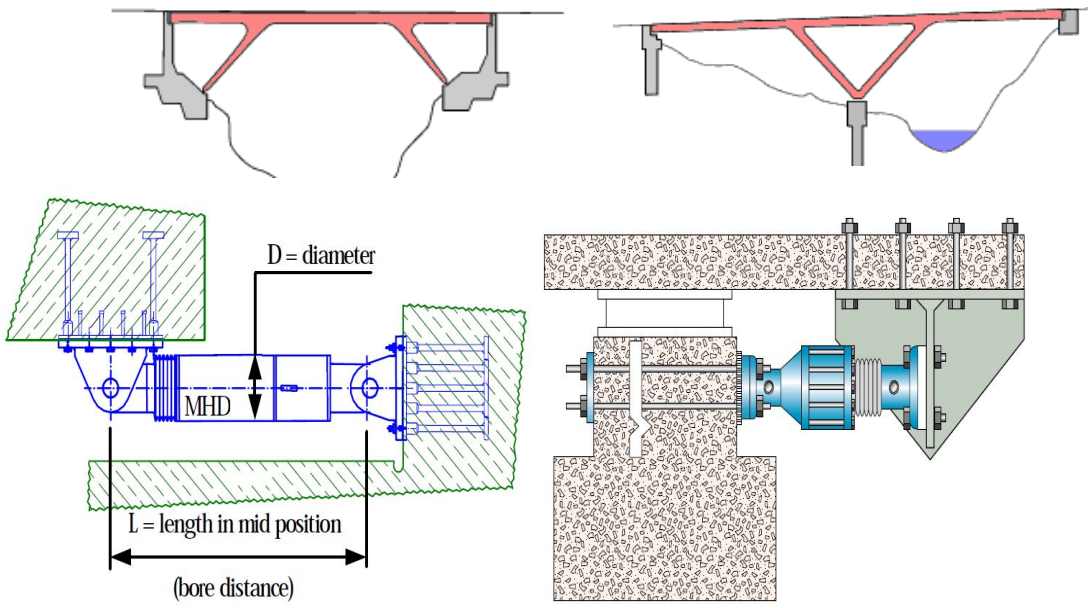 D = diameter
MHD
L = length in mid position
(bore distance)